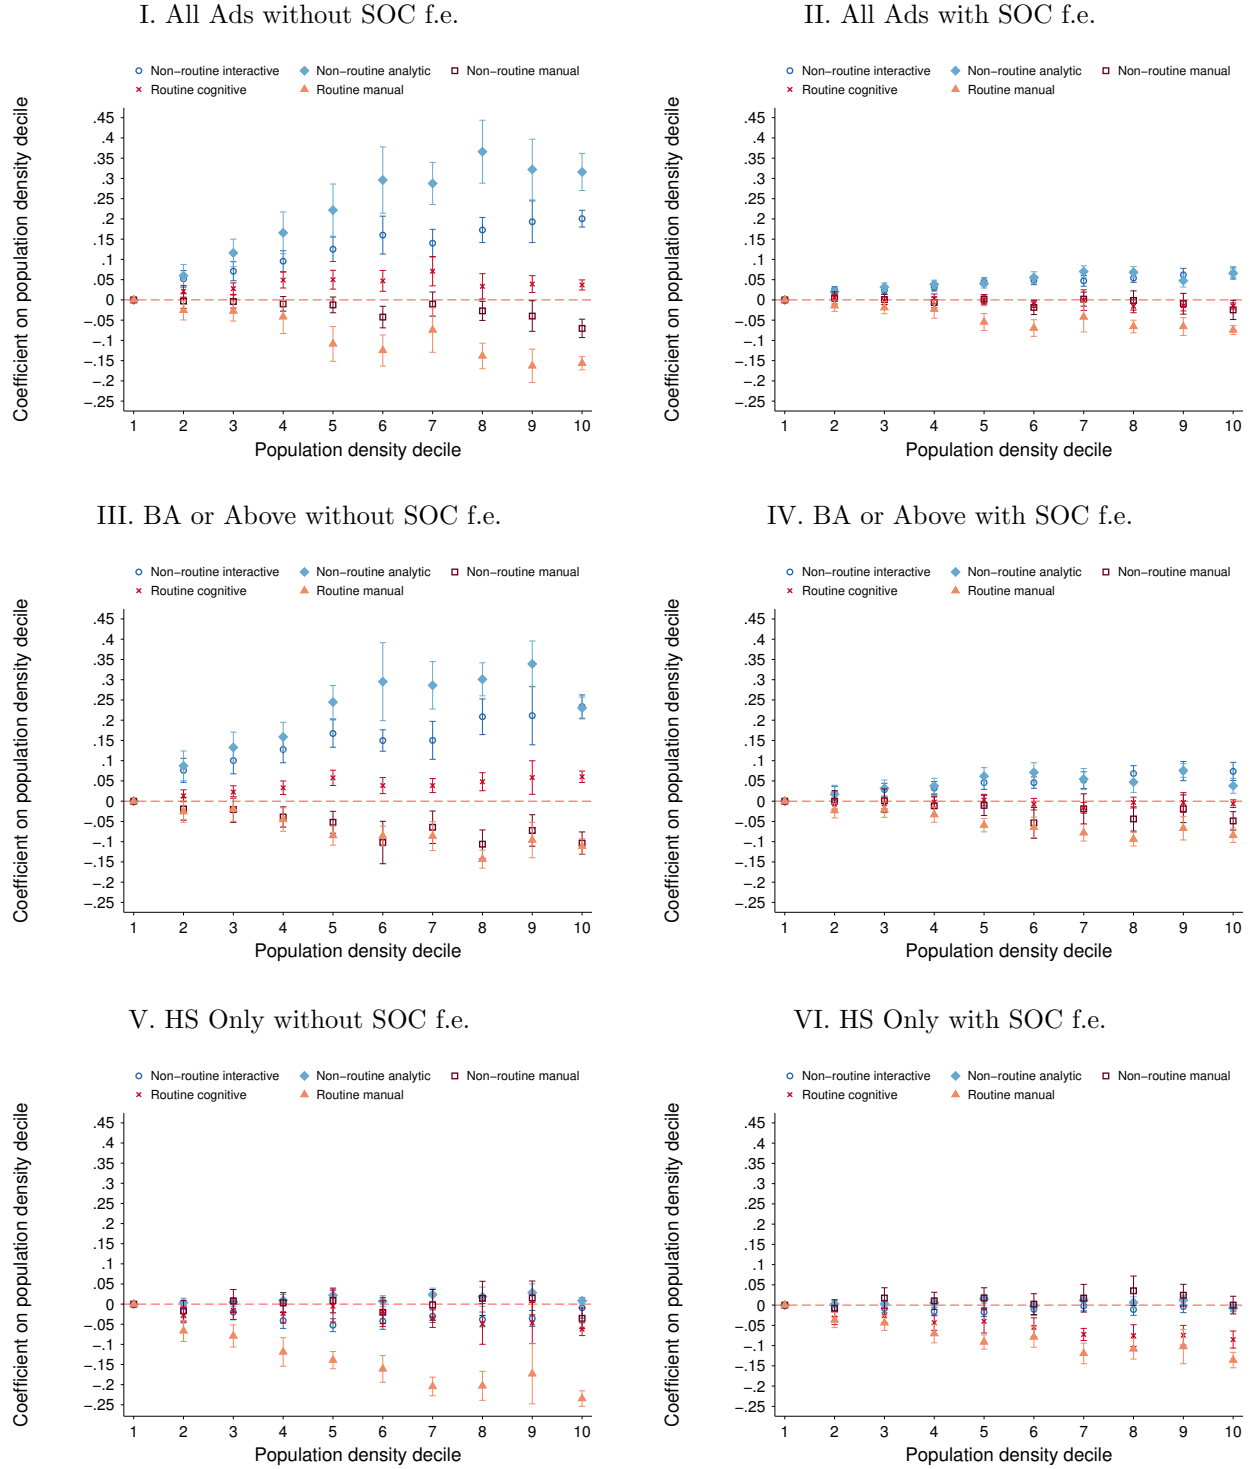 I. All Ads without SOC f.e.
II. All Ads with SOC f.e.
Non−routine interactive Non−routine analytic Non−routine manual
Routine cognitive Routine manual
.45
.4
.35
.3
.25
.2
.15
.1
.05
0
−.05
−.1
−.15
−.2
−.25
Coefficient on population density decile
1 2 3 4 5 6 7 8 9 10
Population density decile
Non−routine interactive Non−routine analytic Non−routine manual
Routine cognitive Routine manual
.45
.4
.35
.3
.25
.2
.15
.1
.05
0
−.05
−.1
−.15
−.2
−.25
Coefficient on population density decile
1 2 3 4 5 6 7 8 9 10
Population density decile
III. BA or Above without SOC f.e.
IV. BA or Above with SOC f.e.
Non−routine interactive Non−routine analytic Non−routine manual
Routine cognitive Routine manual
.45
.4
.35
.3
.25
.2
.15
.1
.05
0
−.05
−.1
−.15
−.2
−.25
Coefficient on population density decile
1 2 3 4 5 6 7 8 9 10
Population density decile
Non−routine interactive Non−routine analytic Non−routine manual
Routine cognitive Routine manual
.45
.4
.35
.3
.25
.2
.15
.1
.05
0
−.05
−.1
−.15
−.2
−.25
Coefficient on population density decile
1 2 3 4 5 6 7 8 9 10
Population density decile
V. HS Only without SOC f.e.
VI. HS Only with SOC f.e.
Non−routine interactive Non−routine analytic Non−routine manual
Routine cognitive Routine manual
.45
.4
.35
.3
.25
.2
.15
.1
.05
0
−.05
−.1
−.15
−.2
−.25
Coefficient on population density decile
1 2 3 4 5 6 7 8 9 10
Population density decile
Non−routine interactive Non−routine analytic Non−routine manual
Routine cognitive Routine manual
.45
.4
.35
.3
.25
.2
.15
.1
.05
0
−.05
−.1
−.15
−.2
−.25
Coefficient on population density decile
1 2 3 4 5 6 7 8 9 10
Population density decile